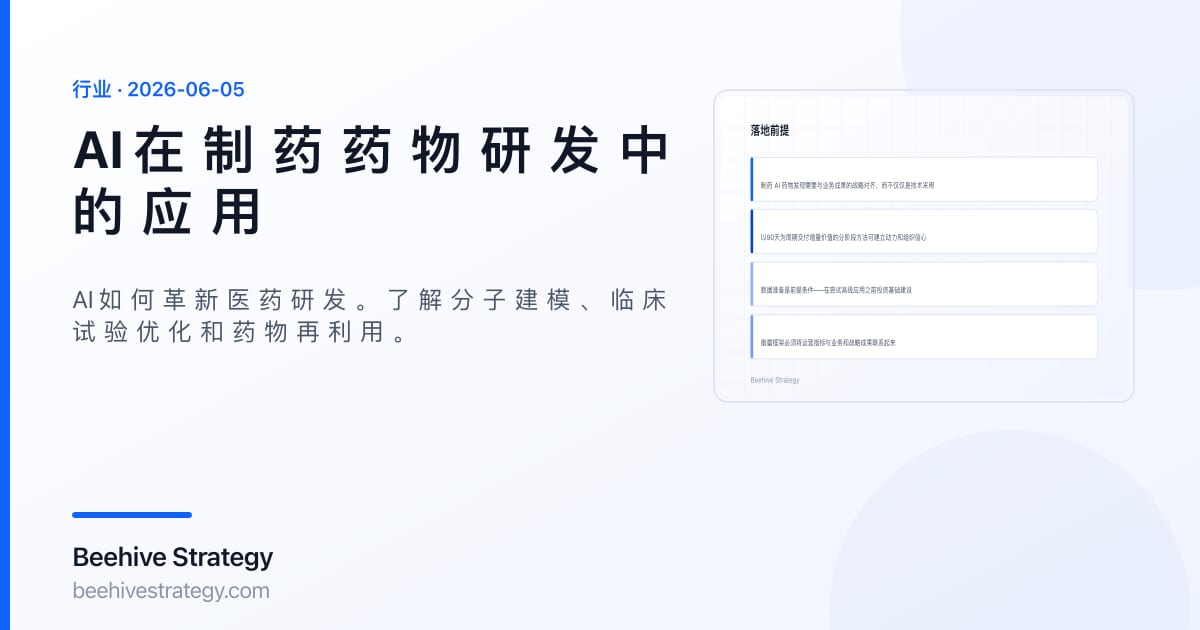 行业 · 2026-06-05
AI在制药药物研发中
的应用
AI如何革新医药研发。了解分子建模、临床
试验优化和药物再利用。
落地前提
制药 AI 药物发现需要与业务成果的战略对齐，而不仅仅是技术采用
以90天为周期交付增量价值的分阶段方法可建立动力和组织信心
数据准备是前提条件——在尝试高级应用之前投资基础建设
衡量框架必须将运营指标与业务和战略成果联系起来
Beehive Strategy
Beehive Strategy
beehivestrategy.com